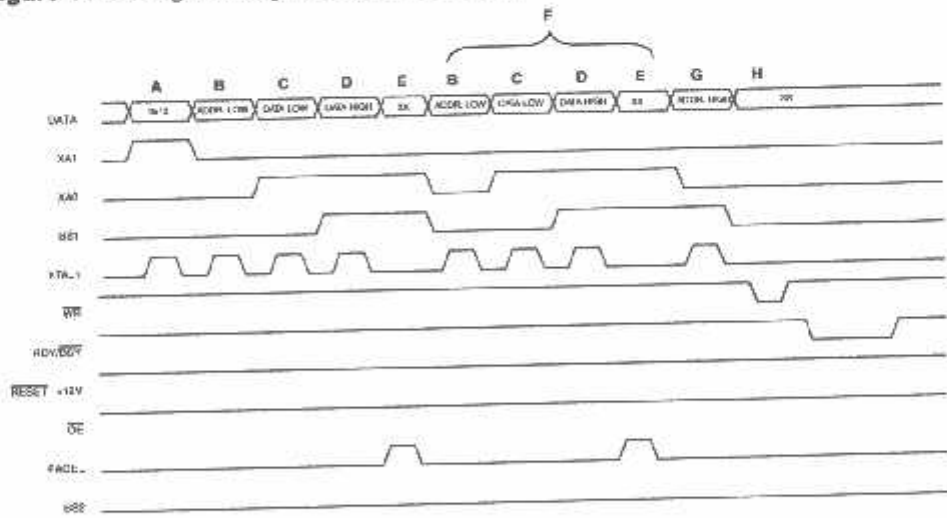 F
A B C D E B C D E G H
ADDR. LOW DATA LOW DATA HIGH XX ADDR. LOW DATA LOW DATA HIGH XX ADDR. HIGH XX
DATA
XA1
XA0
BS1
XTAL1
WR
RDY/BSY
RESET +12V
OE
PAGEL
BS2